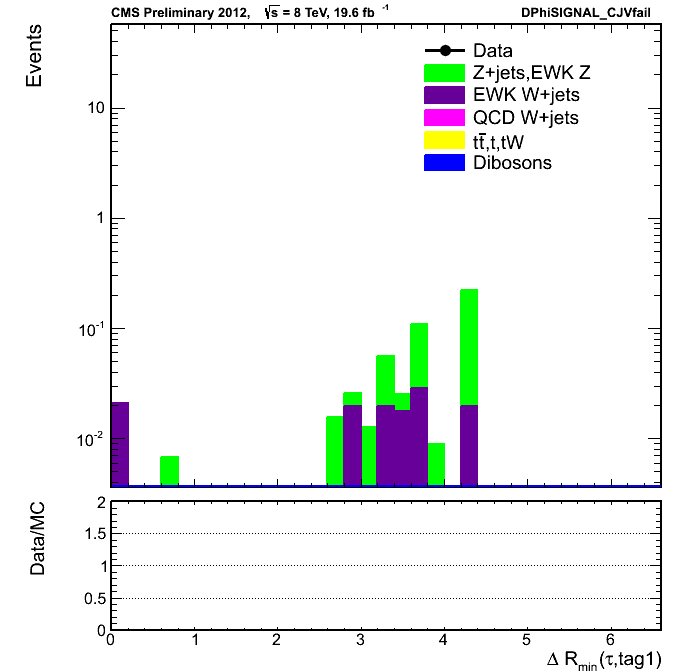 CMS Preliminary 2012, √s = 8 TeV, 19.6 fb⁻¹ DPhiSIGNAL_CJVfail
Events
Data
Z+jets,EWK Z
EWK W+jets
QCD W+jets
tt̄,t,tW
Dibosons
10
1
10⁻¹
10⁻²
Data/MC
2
1.5
1
0.5
0
0 1 2 3 4 5 6
Δ R_min(τ,tag1)